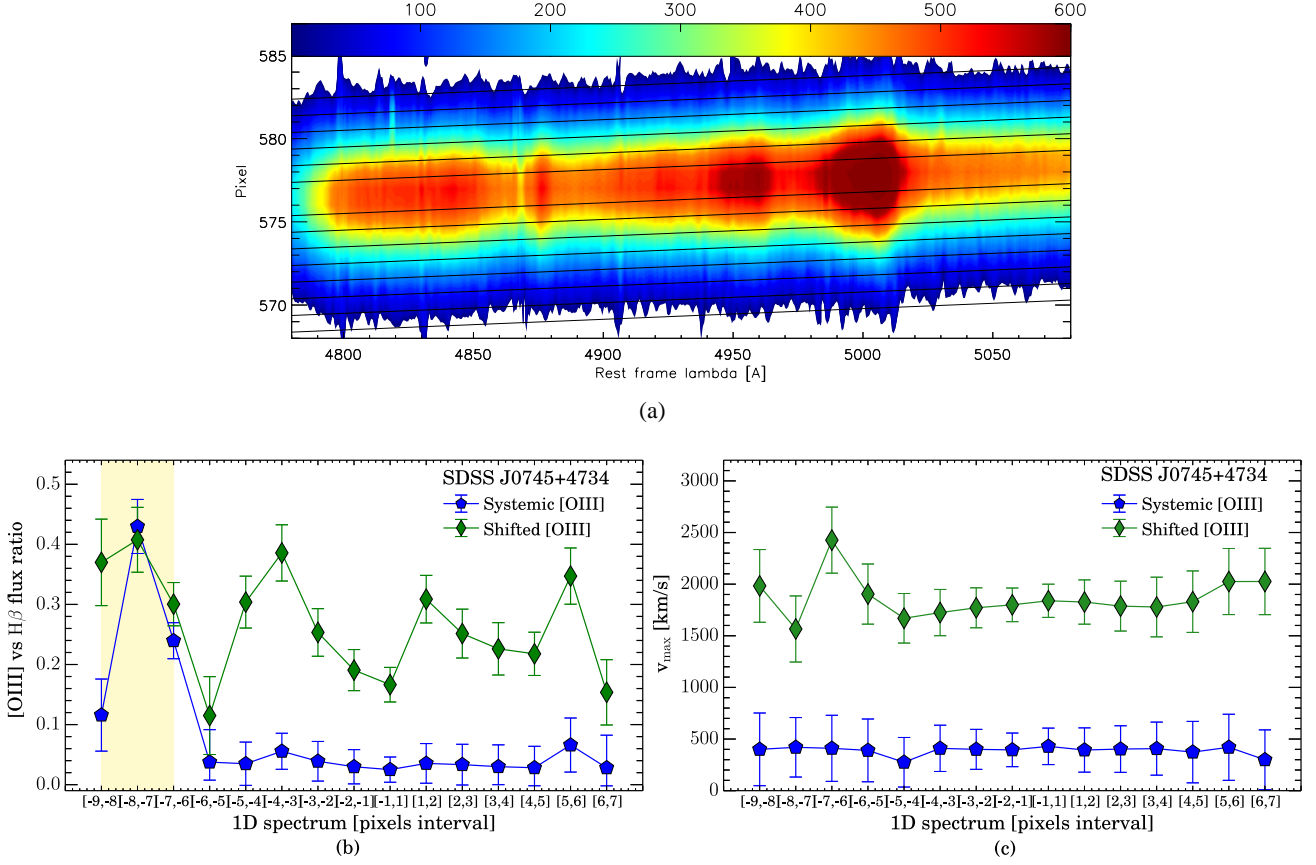 100 200 300 400 500 600
585
580
575
570
Pixel
4800 4850 4900 4950 5000 5050
Rest frame lambda [A]
(a)
SDSS J0745+4734
Systemic [OIII]
Shifted [OIII]
0.5
0.4
0.3
0.2
0.1
0.0
[OIII] vs Hβ flux ratio
[-9,-8] [-8,-7] [-7,-6] [-6,-5] [-5,-4] [-4,-3] [-3,-2] [-2,-1] [-1,1] [1,2] [2,3] [3,4] [4,5] [5,6] [6,7]
1D spectrum [pixels interval]
(b)
SDSS J0745+4734
Systemic [OIII]
Shifted [OIII]
3000
2500
2000
1500
1000
500
0
vmax [km/s]
[-9,-8] [-8,-7] [-7,-6] [-6,-5] [-5,-4] [-4,-3] [-3,-2] [-2,-1] [-1,1] [1,2] [2,3] [3,4] [4,5] [5,6] [6,7]
1D spectrum [pixels interval]
(c)